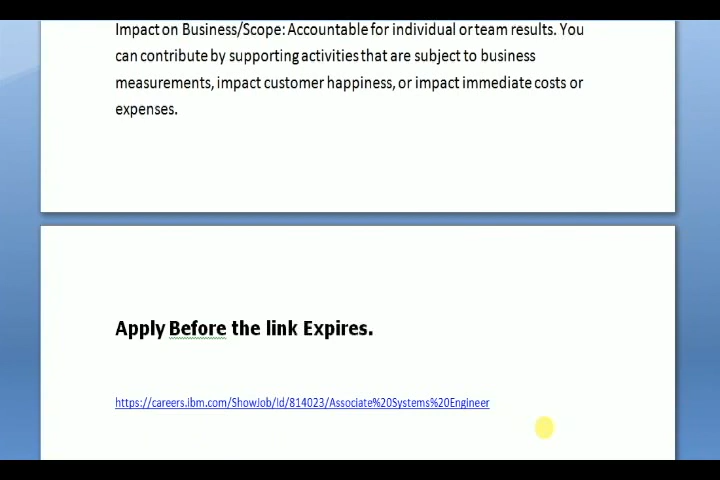 Impact on Business/Scope: Accountable for individual or team results. You
can contribute by supporting activities that are subject to business
measurements, impact customer happiness, or impact immediate costs or
expenses.
Apply Before the link Expires.
https://careers.ibm.com/ShowJob/Id/814023/Associate%20Systems%20Engineer